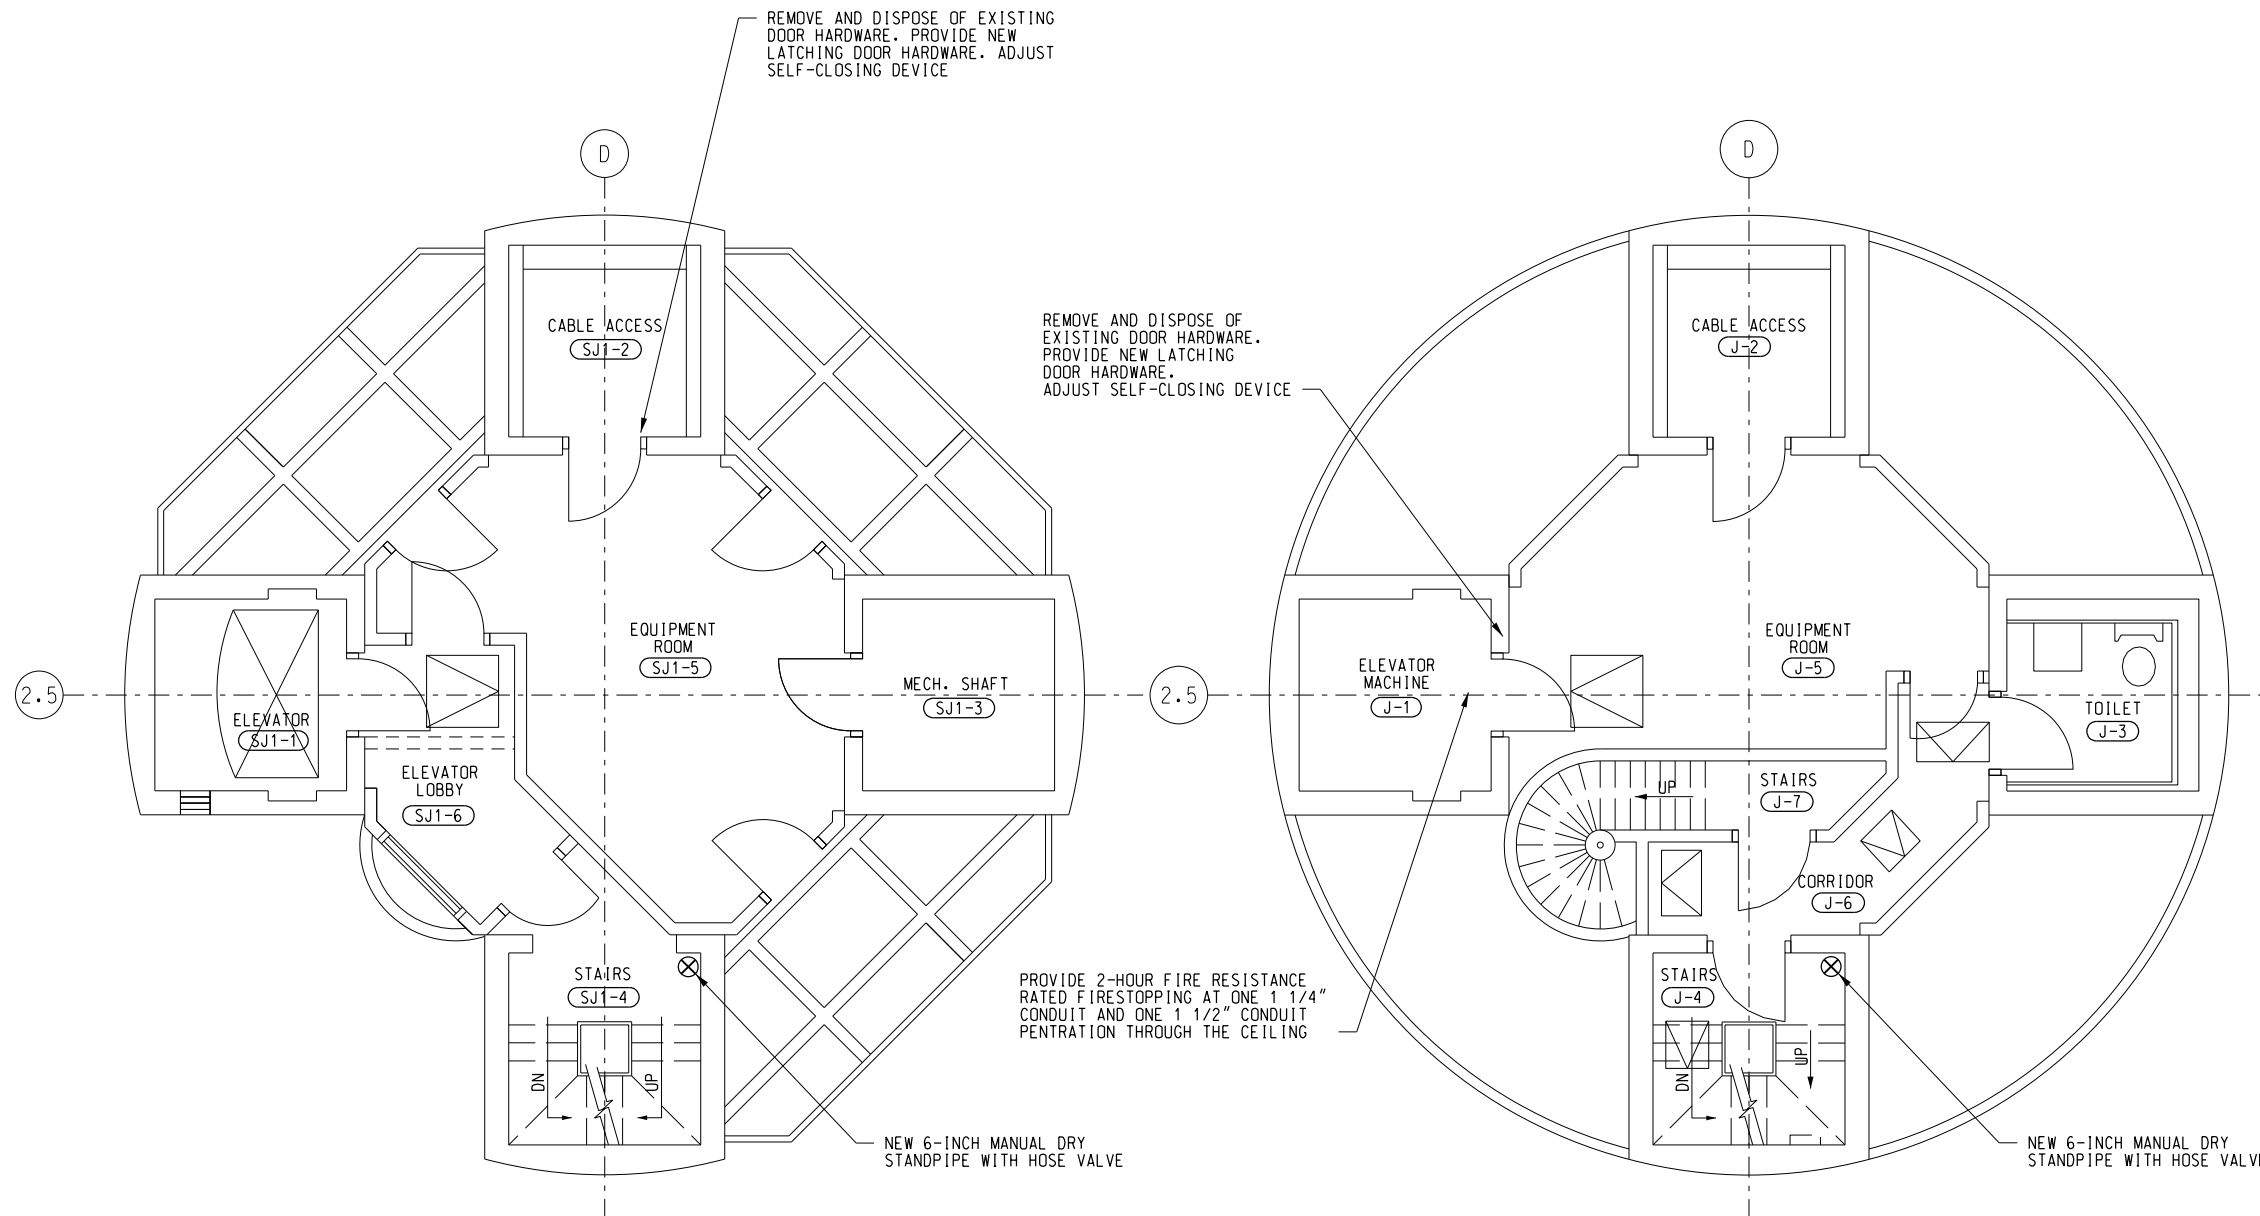 REMOVE AND DISPOSE OF EXISTING
DOOR HARDWARE. PROVIDE NEW
LATCHING DOOR HARDWARE. ADJUST
SELF-CLOSING DEVICE
D
CABLE ACCESS
SJ1-2
EQUIPMENT
ROOM
SJ1-5
MECH. SHAFT
SJ1-3
2.5
ELEVATOR
SJ1-1
ELEVATOR
LOBBY
SJ1-6
STAIRS
SJ1-4
DN
UP
NEW 6-INCH MANUAL DRY
STANDPIPE WITH HOSE VALVE
D
REMOVE AND DISPOSE OF
EXISTING DOOR HARDWARE.
PROVIDE NEW LATCHING
DOOR HARDWARE.
ADJUST SELF-CLOSING DEVICE
CABLE ACCESS
J-2
EQUIPMENT
ROOM
J-5
2.5
ELEVATOR
MACHINE
J-1
TOILET
J-3
UP
STAIRS
J-7
CORRIDOR
J-6
PROVIDE 2-HOUR FIRE RESISTANCE
RATED FIRESTOPPING AT ONE 1 1/4"
CONDUIT AND ONE 1 1/2" CONDUIT
PENTRATION THROUGH THE CEILING
STAIRS
J-4
DN
UP
NEW 6-INCH MANUAL DRY
STANDPIPE WITH HOSE VALVE